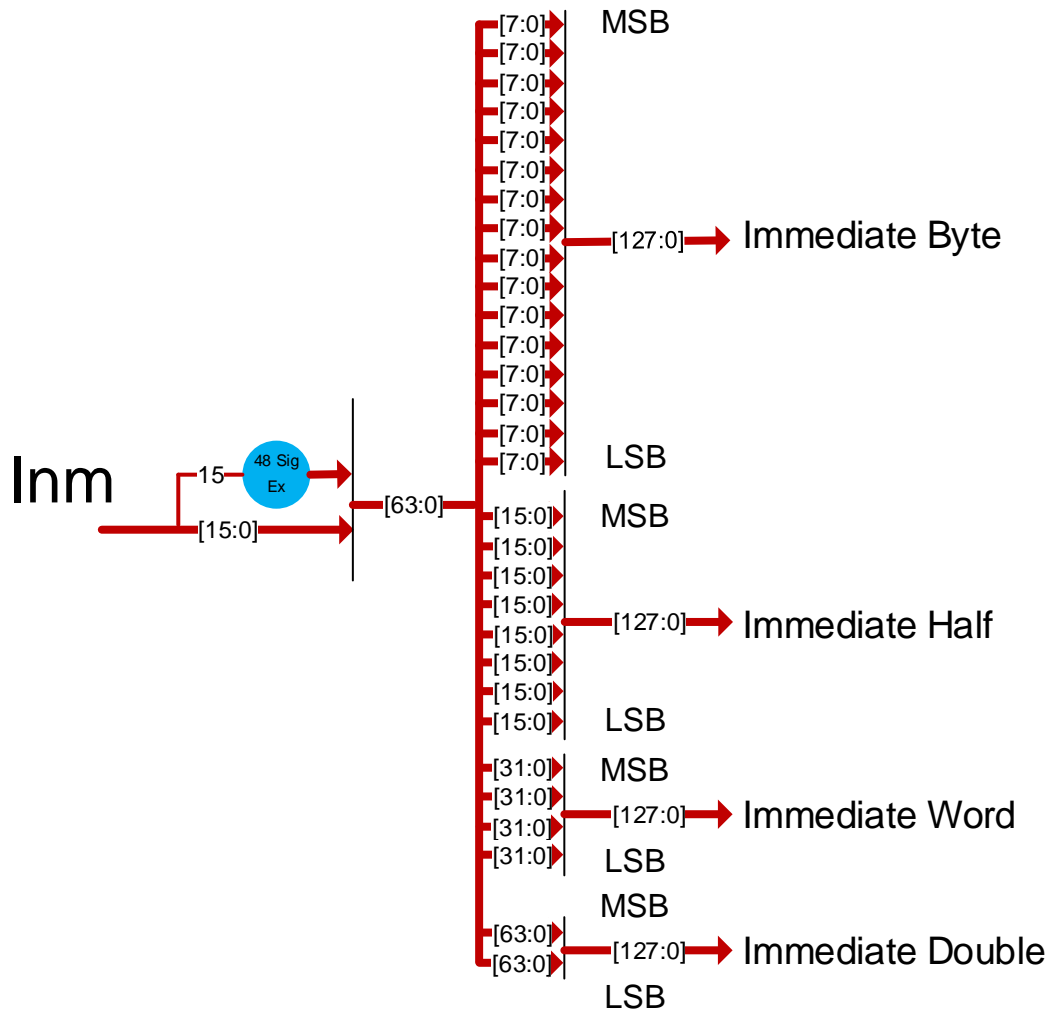 [7:0] MSB
[7:0]
[7:0]
[7:0]
[7:0]
[7:0]
[7:0]
[7:0]
[127:0] Immediate Byte
[7:0]
[7:0]
[7:0]
[7:0]
[7:0]
[7:0]
[7:0]
[7:0] LSB
48 Sig
Ex
15
Inm
[15:0]
[63:0]
[15:0] MSB
[15:0]
[15:0]
[15:0]
[127:0] Immediate Half
[15:0]
[15:0]
[15:0]
[15:0] LSB
[31:0] MSB
[31:0]
[127:0] Immediate Word
[31:0]
[31:0] LSB
MSB
[63:0]
[127:0] Immediate Double
[63:0]
LSB